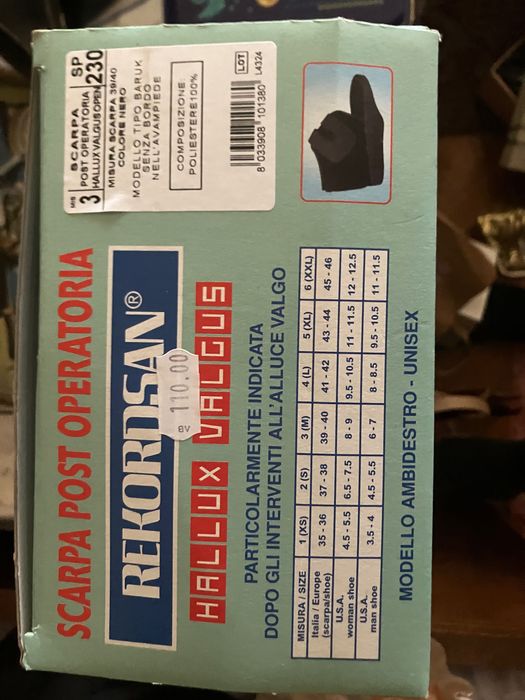 MIS
3
SCARPA
POST OPERATORIA
HALLUX VALGUS OPEN
SP
230
MISURA SCARPA 39/40
COLORE NERO
MODELLO TIPO BARUK
SENZA BORDO
NELL'AVAMPIEDE
COMPOSIZIONE:
POLIESTERE 100%
LOT
L4324
8 033908 101380
SCARPA POST OPERATORIA
REKORDSAN®
110.00
BV
HALLUX VALGUS
PARTICOLARMENTE INDICATA
DOPO GLI INTERVENTI ALL'ALLUCE VALGO
MISURA / SIZE 1 (XS) 2 (S) 3 (M) 4 (L) 5 (XL) 6 (XXL)
Italia / Europe (scarpa/shoe) 35 - 36 37 - 38 39 - 40 41 - 42 43 - 44 45 - 46
U.S.A. woman shoe 4.5 - 5.5 6.5 - 7.5 8 - 9 9.5 - 10.5 11 - 11.5 12 - 12.5
U.S.A. man shoe 3.5 - 4 4.5 - 5.5 6 - 7 8 - 8.5 9.5 - 10.5 11 - 11.5
MODELLO AMBIDESTRO - UNISEX